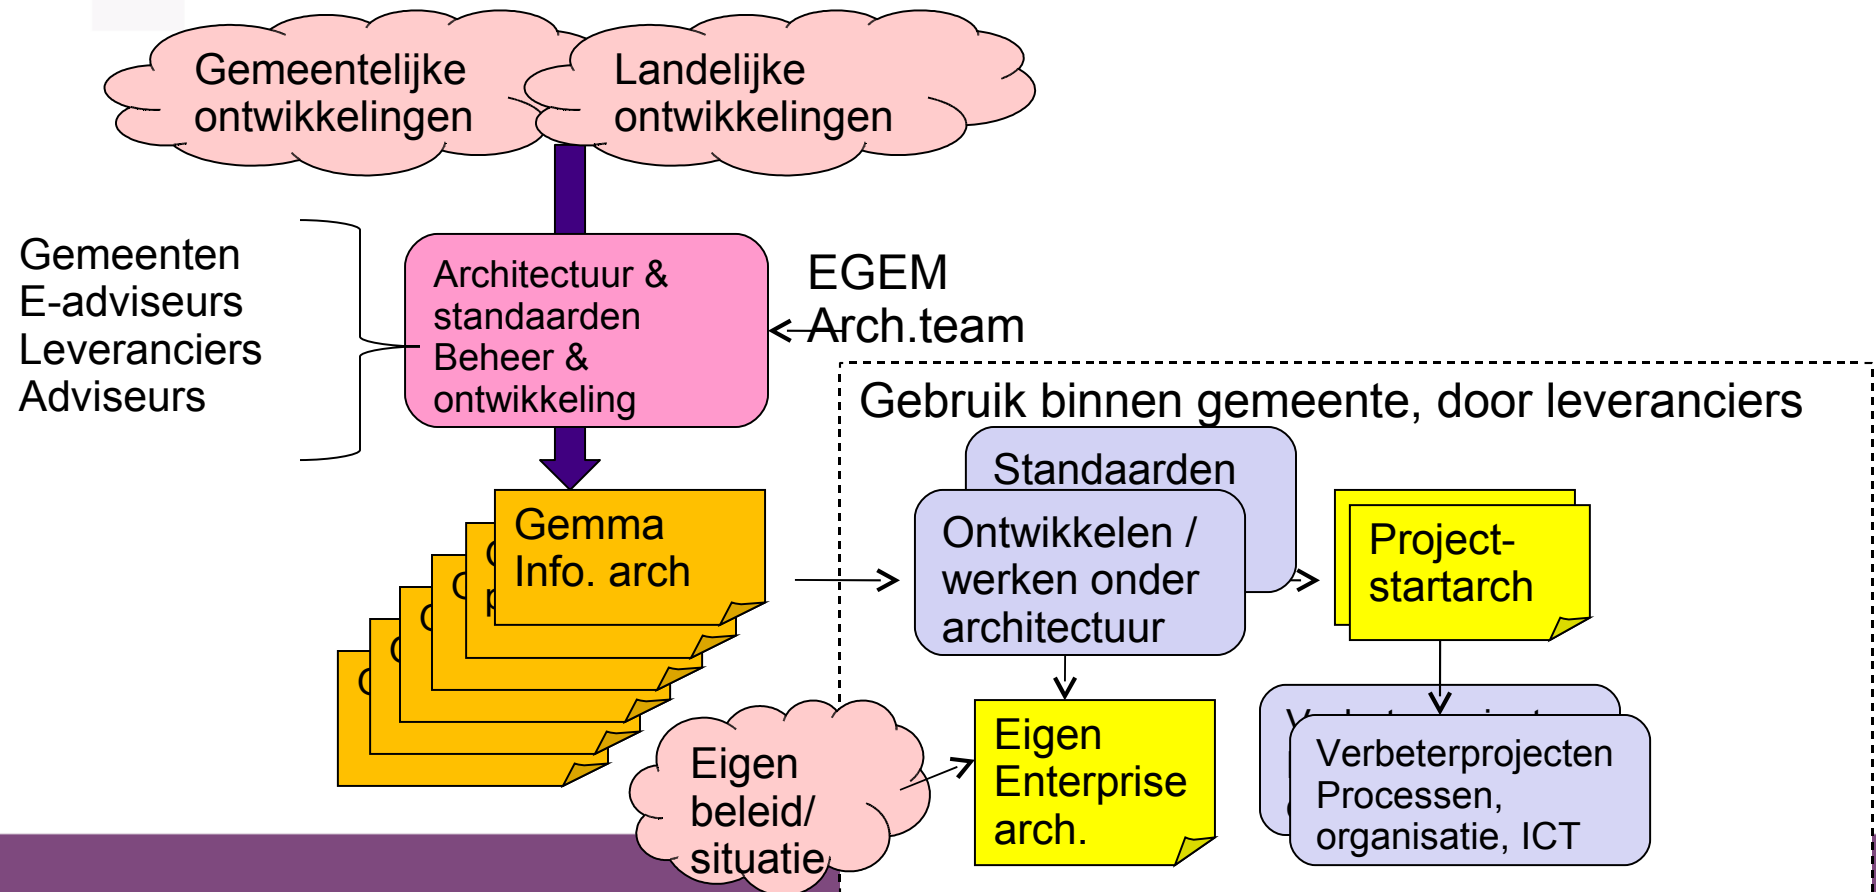 Gemeentelijke
ontwikkelingen
Landelijke
ontwikkelingen
Gemeenten
E-adviseurs
Leveranciers
Adviseurs
Architectuur &
standaarden
Beheer &
ontwikkeling
EGEM
Arch.team
Gebruik binnen gemeente, door leveranciers
Standaarden
Gemma
Info. arch
Ontwikkelen /
werken onder
architectuur
Project-
startarch
Eigen
beleid/
situatie
Eigen
Enterprise
arch.
Verbeterprojecten
Processen,
organisatie, ICT